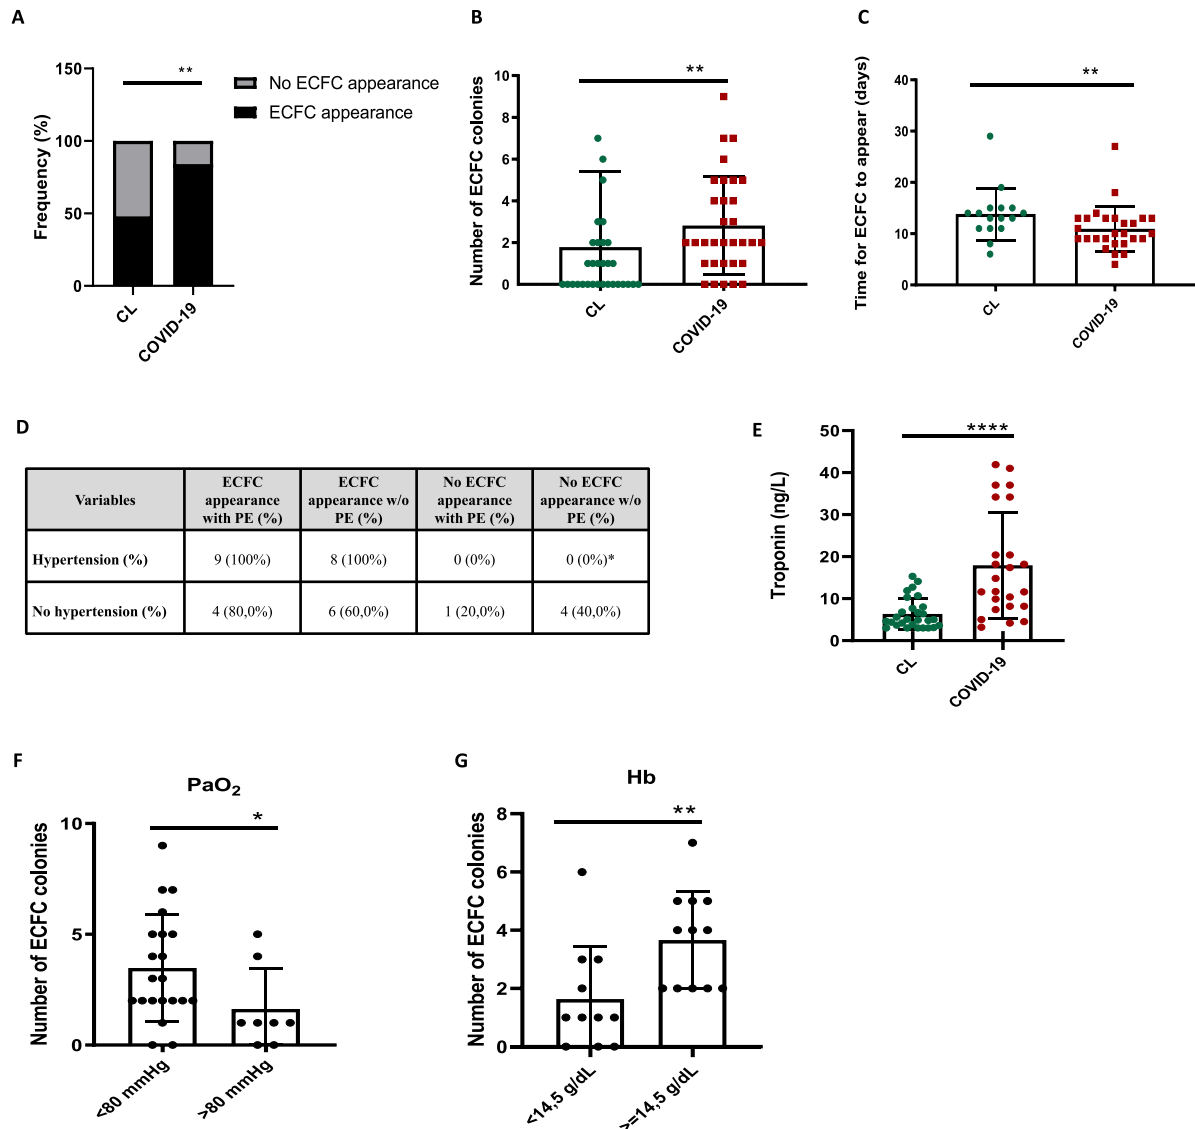 A
150
100
50
0
Frequency (%)
**
CL
COVID-19
No ECFC appearance
ECFC appearance
B
10
8
6
4
2
0
Number of ECFC colonies
**
CL
COVID-19
C
40
30
20
10
0
Time for ECFC to appear (days)
**
CL
COVID-19
D
Variables
ECFC
appearance
with PE (%)
ECFC
appearance w/o
PE (%)
No ECFC
appearance
with PE (%)
No ECFC
appearance w/o
PE (%)
Hypertension (%)
9 (100%)
8 (100%)
0 (0%)
0 (0%)*
No hypertension (%)
4 (80,0%)
6 (60,0%)
1 (20,0%)
4 (40,0%)
E
50
40
30
20
10
0
Troponin (ng/L)
****
CL
COVID-19
F
PaO₂
10
5
0
Number of ECFC colonies
*
<80 mmHg
>80 mmHg
G
Hb
8
6
4
2
0
Number of ECFC colonies
**
<14,5 g/dL
>=14,5 g/dL